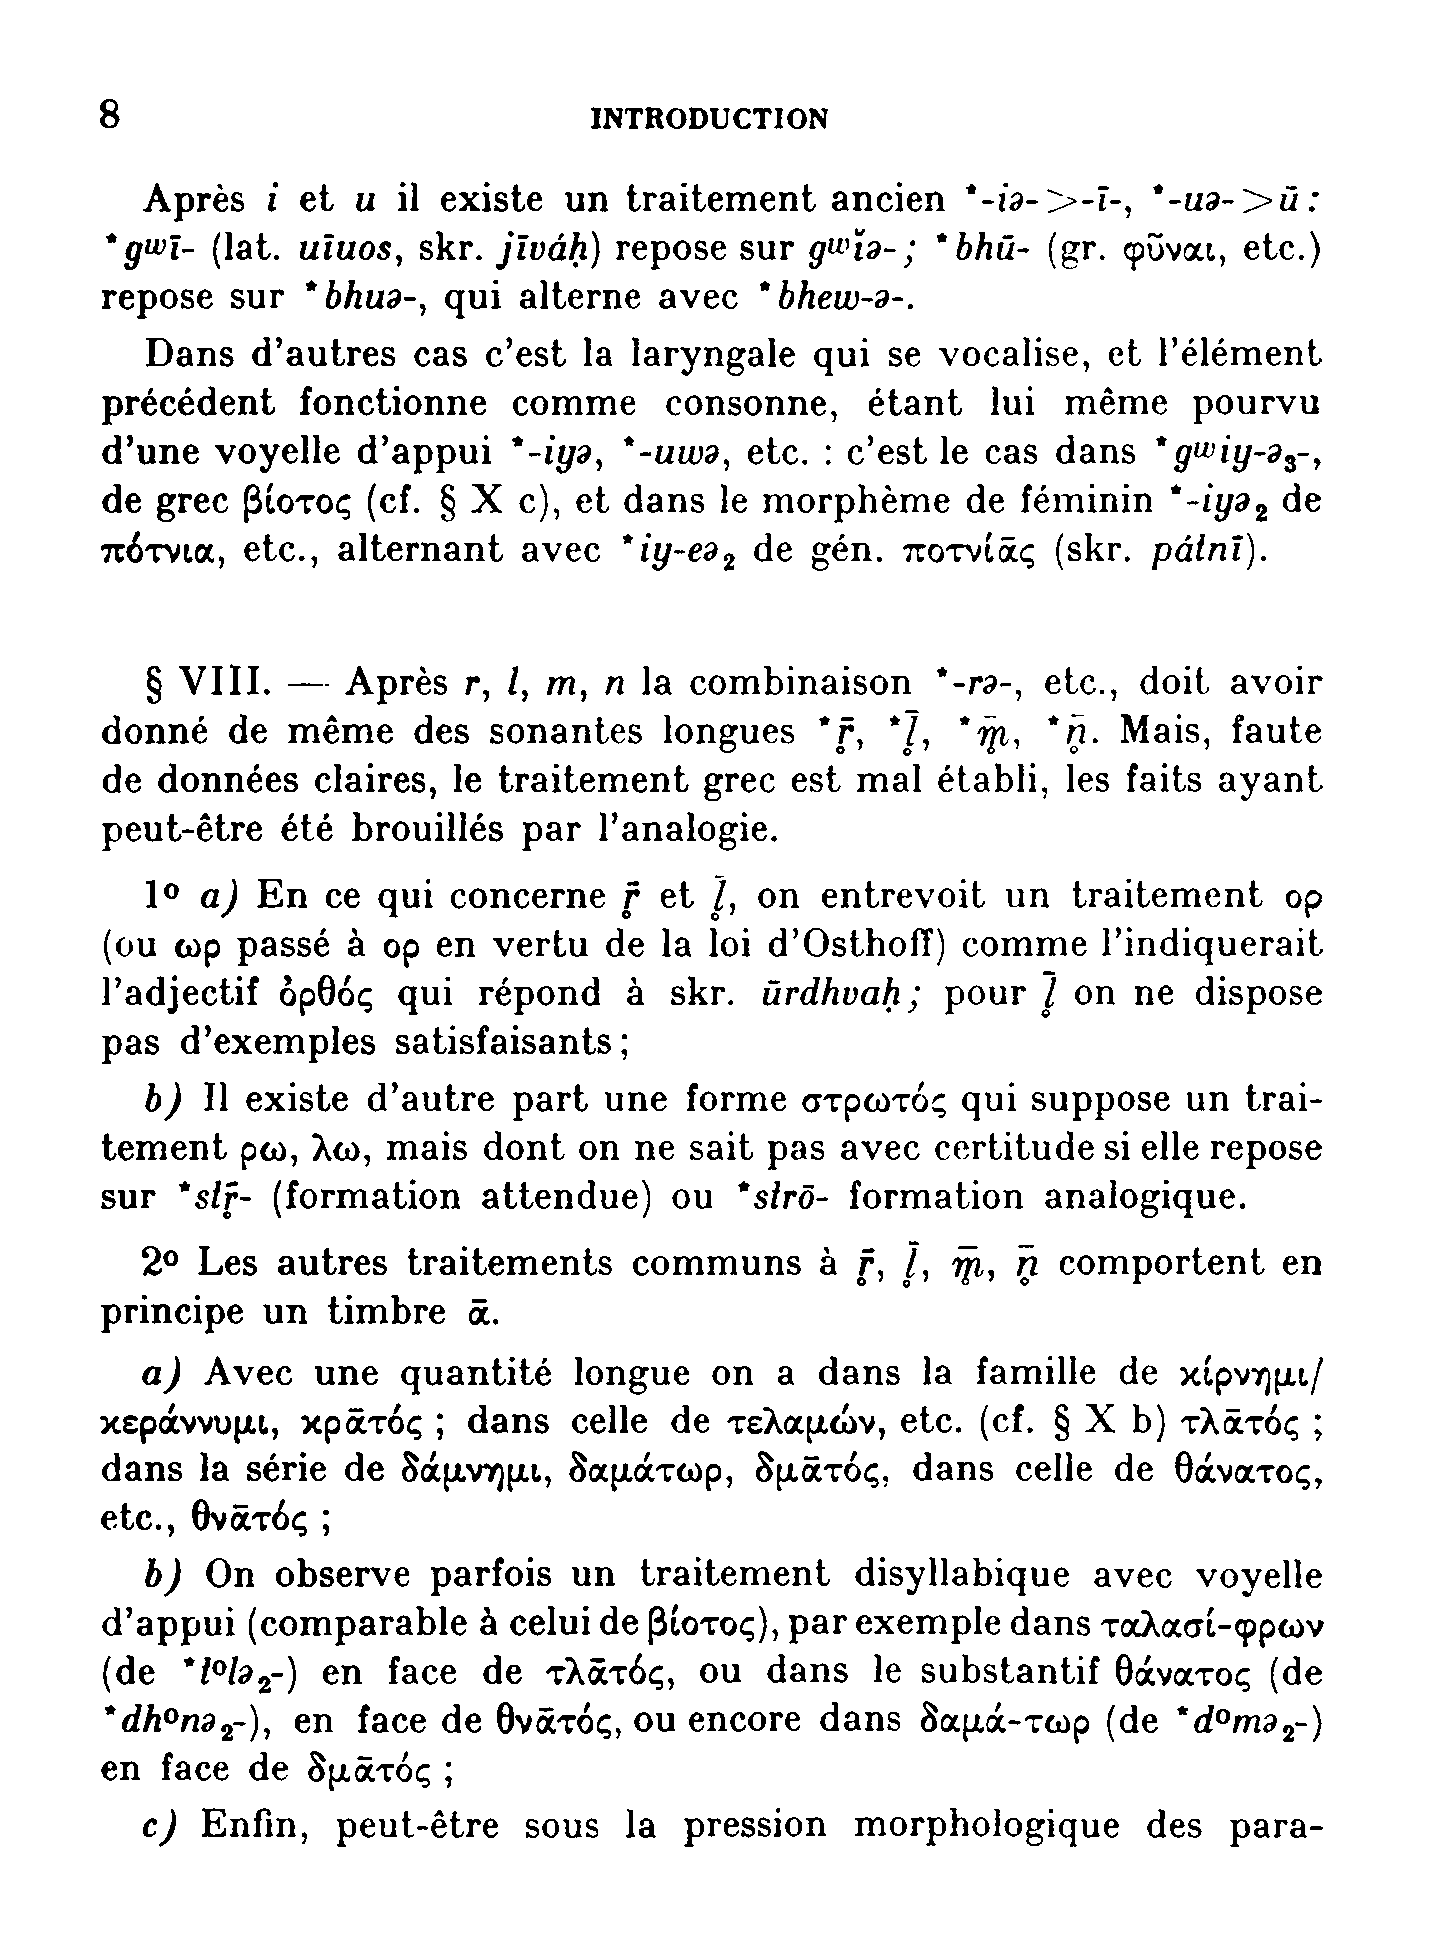 8 INTRODUCTION
Après i et u il existe un traitement ancien *-iə->-ī-, *-uə->ū :
*gʷī- (lat. uīuos, skr. jīváḥ) repose sur gʷĭə-; *bhū- (gr. φῦναι, etc.)
repose sur *bhuə-, qui alterne avec *bhew-ə-.
Dans d’autres cas c’est la laryngale qui se vocalise, et l’élément
précédent fonctionne comme consonne, étant lui même pourvu
d’une voyelle d’appui *-iyə, *-uwə, etc. : c’est le cas dans *gʷiy-ə₃-,
de grec βίοτος (cf. § X c), et dans le morphème de féminin *-iyə₂ de
πότνια, etc., alternant avec *iy-eə₂ de gén. ποτνίᾱς (skr. pátnī).
§ VIII. — Après r, l, m, n la combinaison *-rə-, etc., doit avoir
donné de même des sonantes longues *r̥̄, *l̥̄, *m̥̄, *n̥̄. Mais, faute
de données claires, le traitement grec est mal établi, les faits ayant
peut-être été brouillés par l’analogie.
1º a) En ce qui concerne r̥̄ et l̥̄, on entrevoit un traitement ορ
(ou ωρ passé à ορ en vertu de la loi d’Osthoff) comme l’indiquerait
l’adjectif ὀρθός qui répond à skr. ūrdhvaḥ; pour l̥̄ on ne dispose
pas d’exemples satisfaisants;
b) Il existe d’autre part une forme στρωτός qui suppose un trai-
tement ρω, λω, mais dont on ne sait pas avec certitude si elle repose
sur *str̥̄- (formation attendue) ou *strō- formation analogique.
2º Les autres traitements communs à r̥̄, l̥̄, m̥̄, n̥̄ comportent en
principe un timbre ᾱ.
a) Avec une quantité longue on a dans la famille de κίρνημι/
κεράννυμι, κρᾱτός ; dans celle de τελαμών, etc. (cf. § X b) τλᾱτός ;
dans la série de δάμνημι, δαμάτωρ, δμᾱτός, dans celle de θάνατος,
etc., θνᾱτός ;
b) On observe parfois un traitement disyllabique avec voyelle
d’appui (comparable à celui de βίοτος), par exemple dans ταλασί-φρων
(de *tºlə₂-) en face de τλᾱτός, ou dans le substantif θάνατος (de
*dhºnə₂-), en face de θνᾱτός, ou encore dans δαμά-τωρ (de *dºmə₂-)
en face de δμᾱτός ;
c) Enfin, peut-être sous la pression morphologique des para-